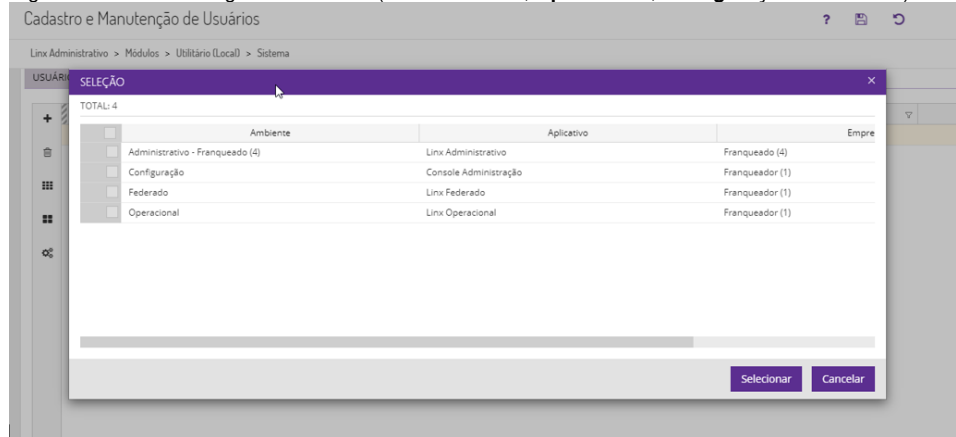 Cadastro e Manutenção de Usuários
?
Linx Administrativo > Módulos > Utilitário (Local) > Sistema
SELEÇÃO
×
TOTAL: 4
Ambiente Aplicativo Empre
Administrativo - Franqueado (4) Linx Administrativo Franqueado (4)
Configuração Console Administração Franqueador (1)
Federado Linx Federado Franqueador (1)
Operacional Linx Operacional Franqueador (1)
Selecionar Cancelar